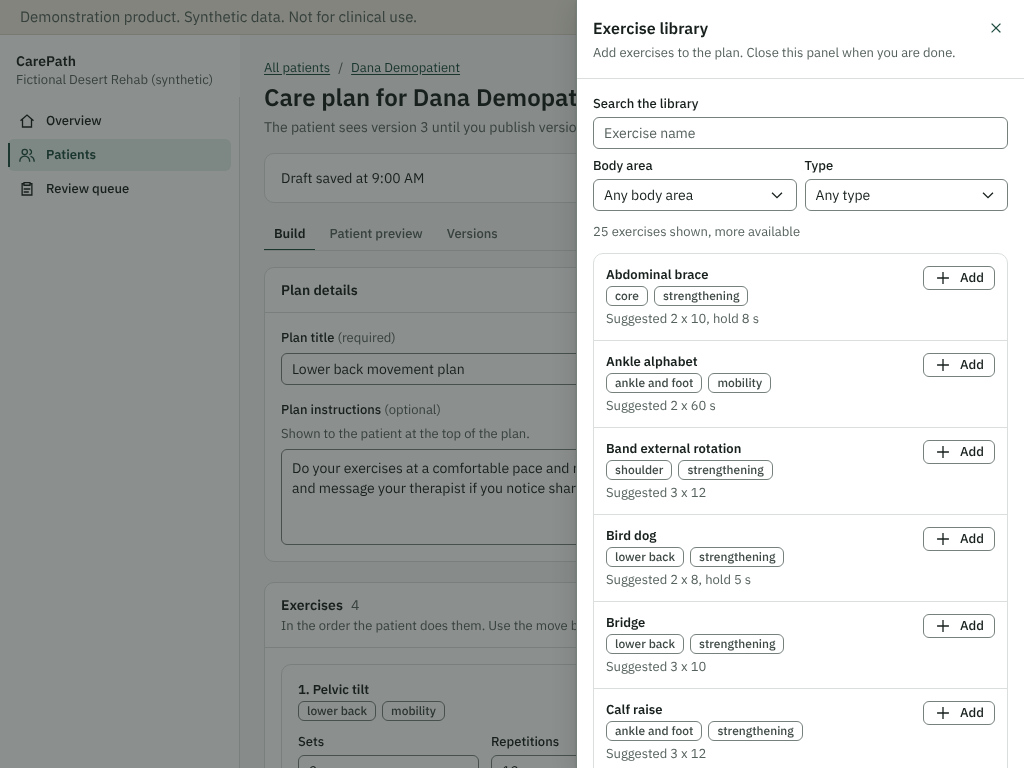 Demonstration product. Synthetic data. Not for clinical use.
CarePath
Fictional Desert Rehab (synthetic)
Overview
Patients
Review queue
All patients / Dana Demopatient
Care plan for Dana Demopat
The patient sees version 3 until you publish versio
Draft saved at 9:00 AM
Build Patient preview Versions
Plan details
Plan title (required)
Lower back movement plan
Plan instructions (optional)
Shown to the patient at the top of the plan.
Do your exercises at a comfortable pace and
and message your therapist if you notice shar
Exercises 4
In the order the patient does them. Use the move b
1. Pelvic tilt
lower back mobility
Sets Repetitions
Exercise library
Add exercises to the plan. Close this panel when you are done.
Search the library
Exercise name
Body area Type
Any body area Any type
25 exercises shown, more available
Abdominal brace
Add
core strengthening
Suggested 2 x 10, hold 8 s
Ankle alphabet
Add
ankle and foot mobility
Suggested 2 x 60 s
Band external rotation
Add
shoulder strengthening
Suggested 3 x 12
Bird dog
Add
lower back strengthening
Suggested 2 x 8, hold 5 s
Bridge
Add
lower back strengthening
Suggested 3 x 10
Calf raise
Add
ankle and foot strengthening
Suggested 3 x 12